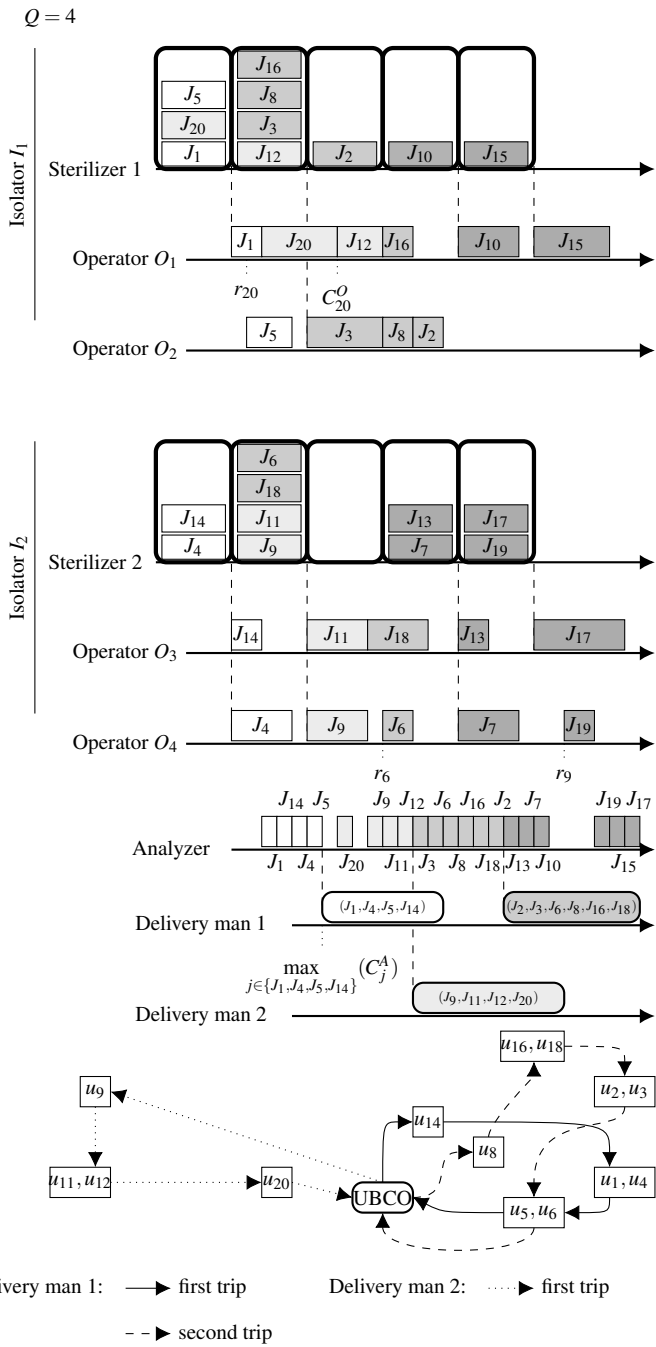 Q = 4
Isolator I₁
J₁₆
J₅ J₈
J₂₀ J₃
J₁ J₁₂ J₂ J₁₀ J₁₅
Sterilizer 1
J₁ J₂₀ J₁₂ J₁₆ J₁₀ J₁₅
Operator O₁
r₂₀ C₂₀ᴼ
J₅ J₃ J₈ J₂
Operator O₂
Isolator I₂
J₆
J₁₈
J₁₄ J₁₁ J₁₃ J₁₇
J₄ J₉ J₇ J₁₉
Sterilizer 2
J₁₄ J₁₁ J₁₈ J₁₃ J₁₇
Operator O₃
J₄ J₉ J₆ J₇ J₁₉
Operator O₄
r₆ r₉
J₁₄ J₅ J₉ J₁₂ J₆ J₁₆ J₂ J₇ J₁₉ J₁₇
Analyzer
J₁ J₄ J₂₀ J₁₁ J₃ J₈ J₁₈ J₁₃ J₁₀ J₁₅
(J₁,J₄,J₅,J₁₄) (J₂,J₃,J₆,J₈,J₁₆,J₁₈)
Delivery man 1
max (Cⱼᴬ)
j∈{J₁,J₄,J₅,J₁₄}
(J₉,J₁₁,J₁₂,J₂₀)
Delivery man 2
u₁₆,u₁₈
u₉ u₂,u₃
u₁₄
u₈
u₁₁,u₁₂ u₂₀ UBCO u₁,u₄
u₅,u₆
livery man 1: first trip Delivery man 2: first trip
second trip